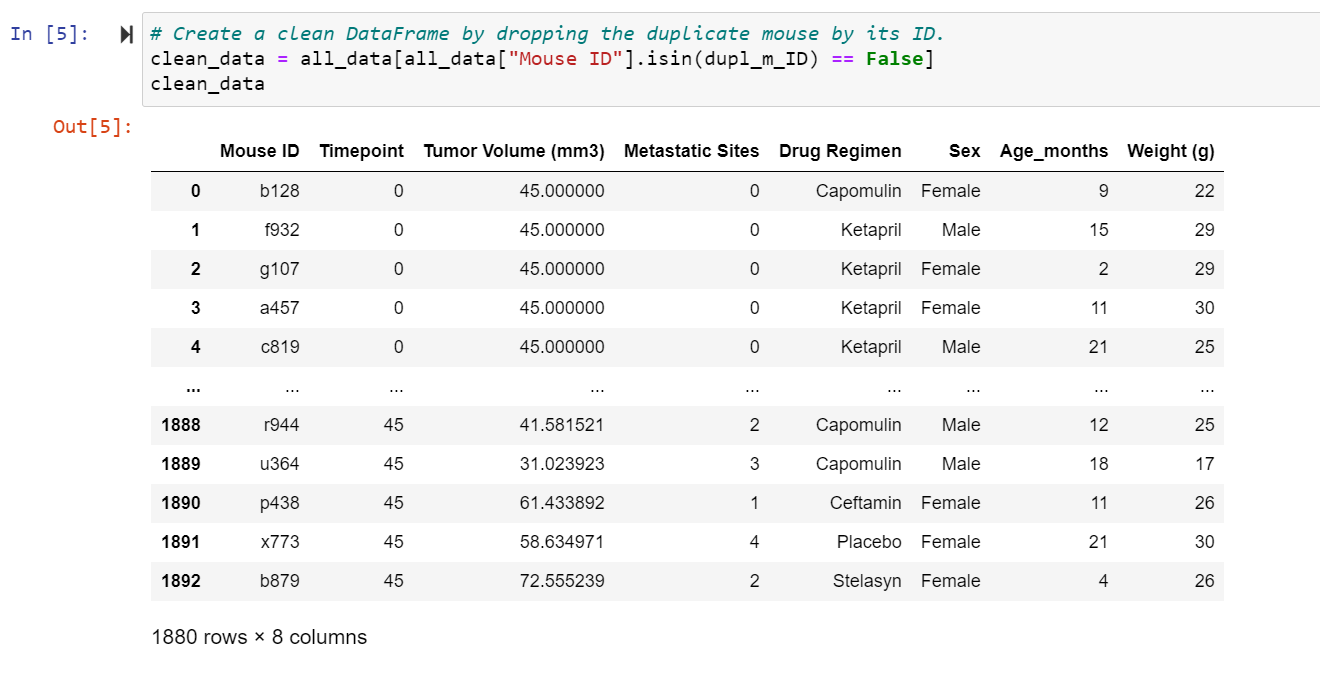 In [5]:
# Create a clean DataFrame by dropping the duplicate mouse by its ID.
clean_data = all_data[all_data["Mouse ID"].isin(dupl_m_ID) == False]
clean_data
Out[5]:
Mouse ID Timepoint Tumor Volume (mm3) Metastatic Sites Drug Regimen Sex Age_months Weight (g)
0 b128 0 45.000000 0 Capomulin Female 9 22
1 f932 0 45.000000 0 Ketapril Male 15 29
2 g107 0 45.000000 0 Ketapril Female 2 29
3 a457 0 45.000000 0 Ketapril Female 11 30
4 c819 0 45.000000 0 Ketapril Male 21 25
... ... ... ... ... ... ... ... ...
1888 r944 45 41.581521 2 Capomulin Male 12 25
1889 u364 45 31.023923 3 Capomulin Male 18 17
1890 p438 45 61.433892 1 Ceftamin Female 11 26
1891 x773 45 58.634971 4 Placebo Female 21 30
1892 b879 45 72.555239 2 Stelasyn Female 4 26
1880 rows × 8 columns